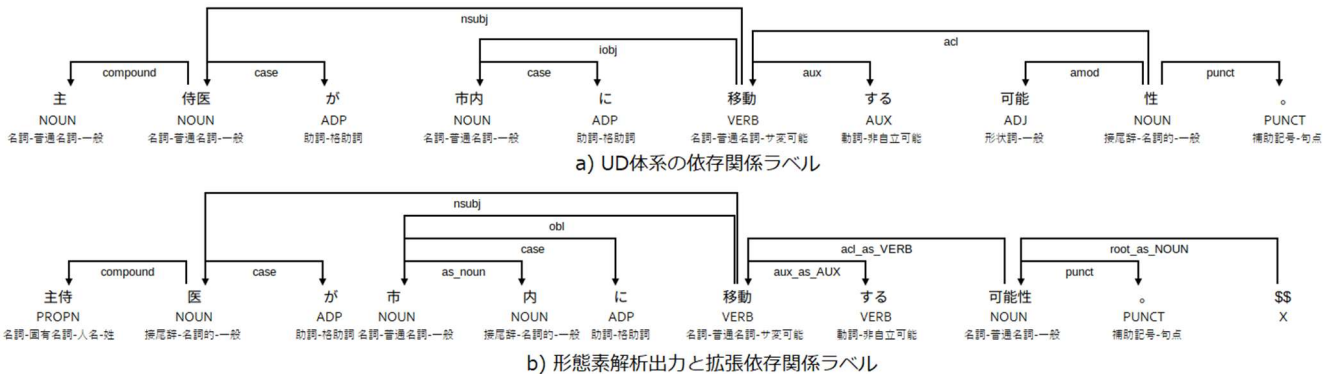 nsubj
iobj
acl
compound case case aux amod punct
主 侍医 が 市内 に 移動 する 可能 性 。
NOUN NOUN ADP NOUN ADP VERB AUX ADJ NOUN PUNCT
名詞-普通名詞-一般 名詞-普通名詞-一般 助詞-格助詞 名詞-普通名詞-一般 助詞-格助詞 名詞-普通名詞-サ変可能 動詞-非自立可能 形状詞-一般 接尾辞-名詞的-一般 補助記号-句点
a) UD体系の依存関係ラベル
nsubj
obl
case acl_as_VERB root_as_NOUN
compound case as_noun aux_as_AUX punct
主侍 医 が 市 内 に 移動 する 可能性 。 $$
PROPN NOUN ADP NOUN NOUN ADP VERB VERB NOUN PUNCT X
名詞-固有名詞-人名-姓 接尾辞-名詞的-一般 助詞-格助詞 名詞-普通名詞-一般 接尾辞-名詞的-一般 助詞-格助詞 名詞-普通名詞-サ変可能 動詞-非自立可能 名詞-普通名詞-一般 補助記号-句点
b) 形態素解析出力と拡張依存関係ラベル